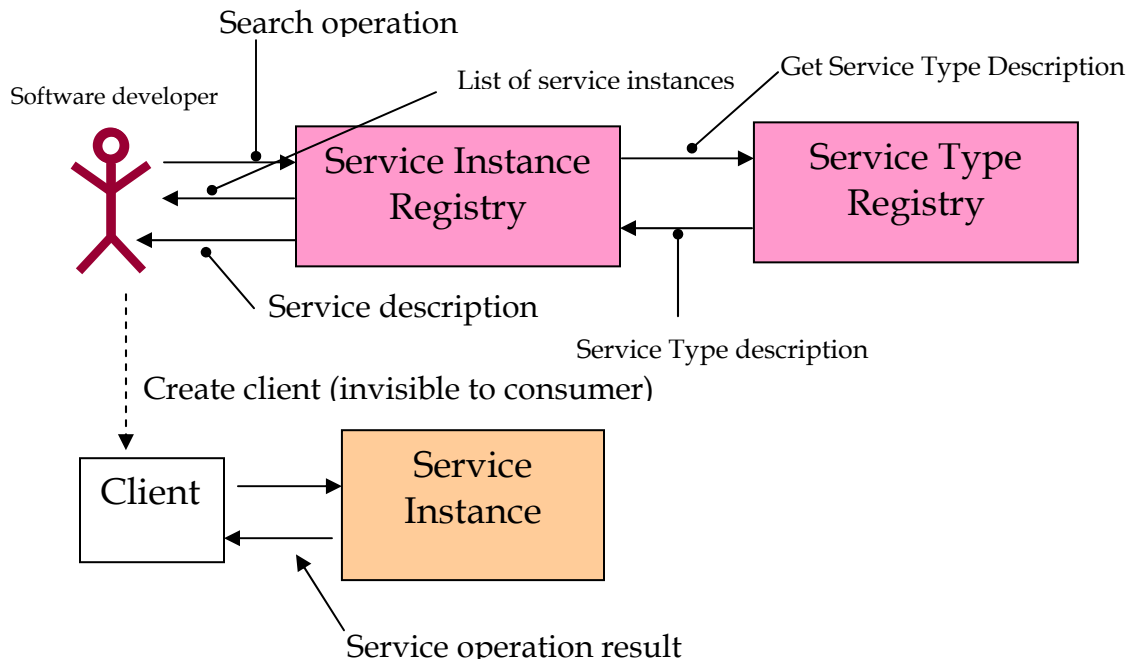 Search operation
List of service instances
Get Service Type Description
Software developer
Service Instance
Registry
Service Type
Registry
Service description
Service Type description
Create client (invisible to consumer)
Client
Service
Instance
Service operation result